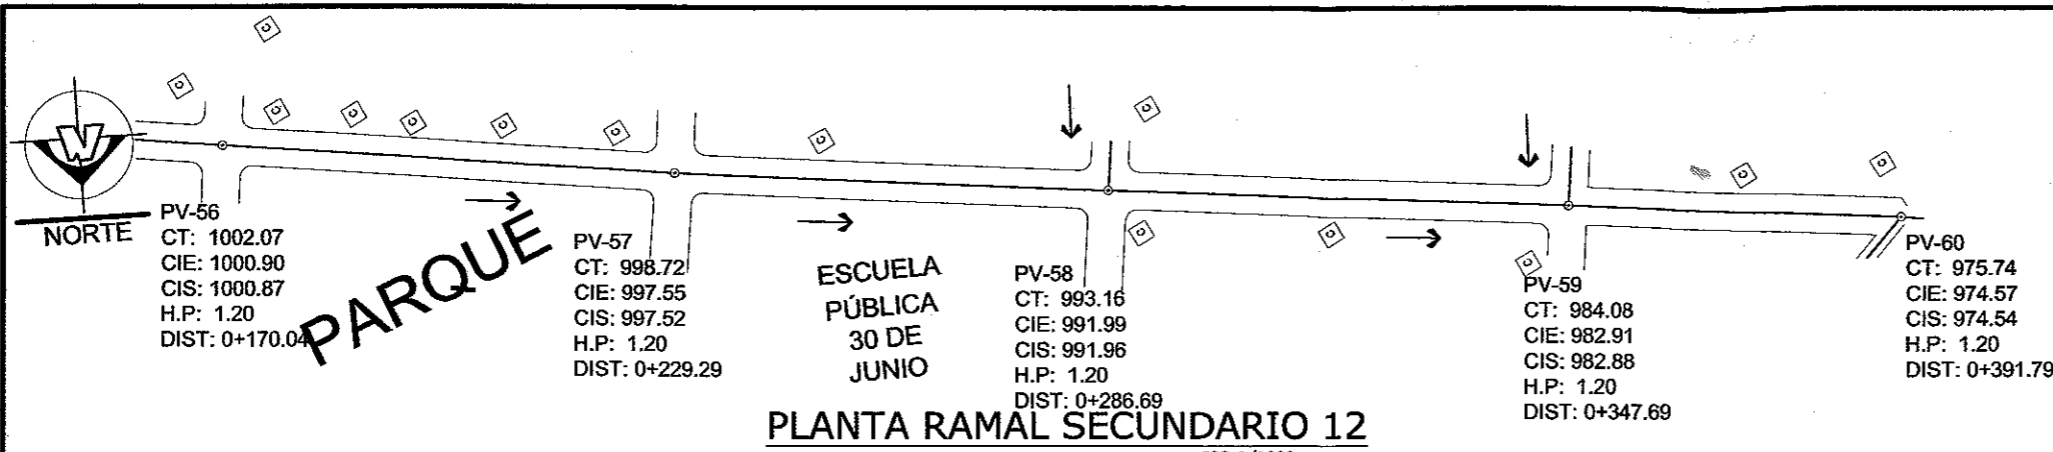 NORTE
PV-56
CT: 1002.07
CIE: 1000.90
CIS: 1000.87
H.P: 1.20
DIST: 0+170.04
PARQUE
PV-57
CT: 998.72
CIE: 997.55
CIS: 997.52
H.P: 1.20
DIST: 0+229.29
ESCUELA
PÚBLICA
30 DE
JUNIO
PV-58
CT: 993.16
CIE: 991.99
CIS: 991.96
H.P: 1.20
DIST: 0+286.69
PV-59
CT: 984.08
CIE: 982.91
CIS: 982.88
H.P: 1.20
DIST: 0+347.69
PV-60
CT: 975.74
CIE: 974.57
CIS: 974.54
H.P: 1.20
DIST: 0+391.79
PLANTA RAMAL SECUNDARIO 12